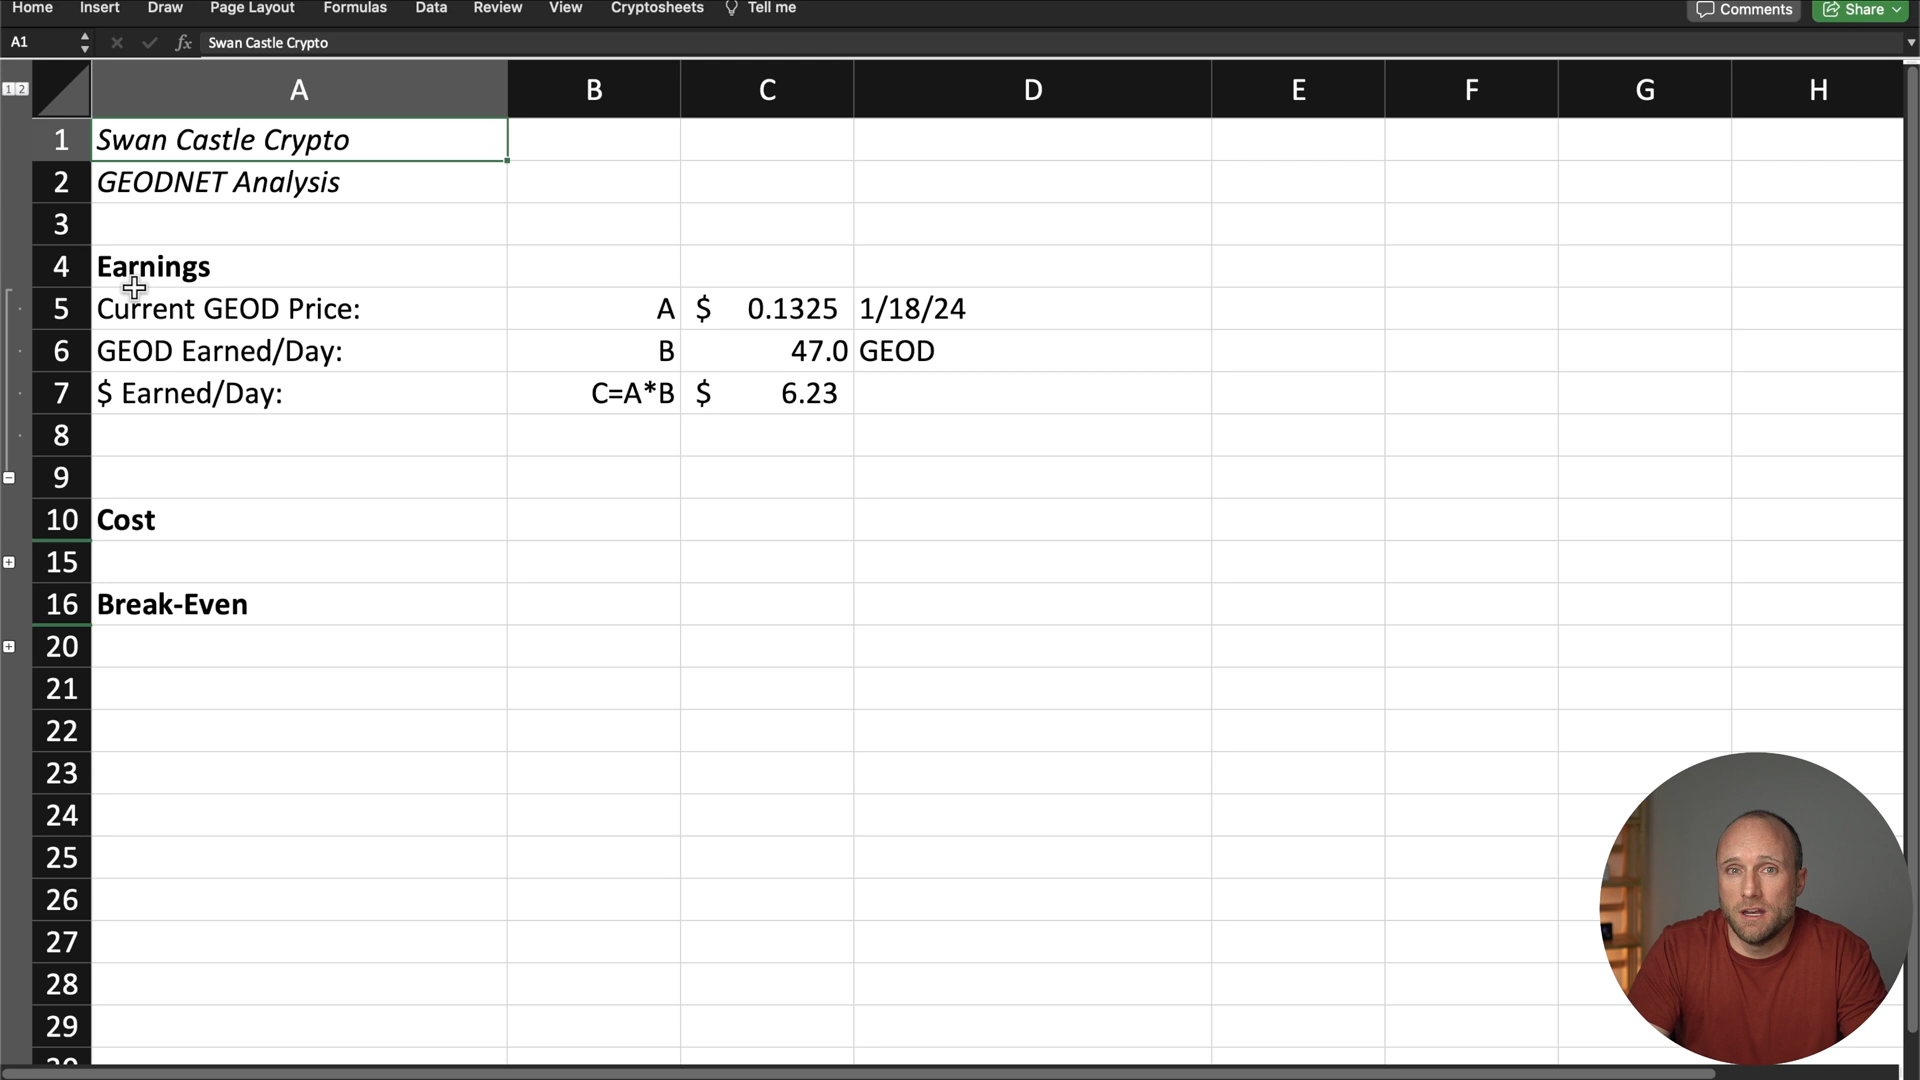 Home Insert Draw Page Layout Formulas Data Review View Cryptosheets Tell me Comments Share
A1 fx Swan Castle Crypto
1 2 A B C D E F G H
1 Swan Castle Crypto
2 GEODNET Analysis
3
4 Earnings
5 Current GEOD Price: A $ 0.1325 1/18/24
6 GEOD Earned/Day: B 47.0 GEOD
7 $ Earned/Day: C=A*B $ 6.23
8
9
10 Cost
15
16 Break-Even
20
21
22
23
24
25
26
27
28
29